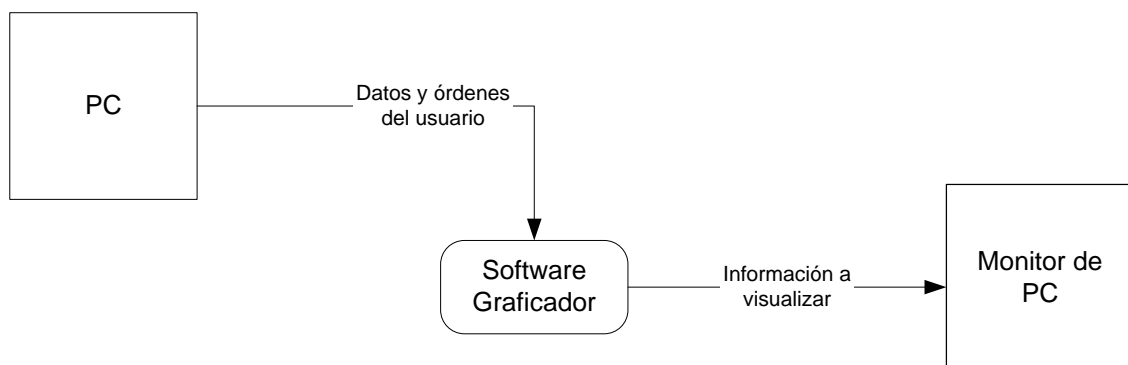 PC
Datos y órdenes
del usuario
Software
Graficador
Información a
visualizar
Monitor de
PC